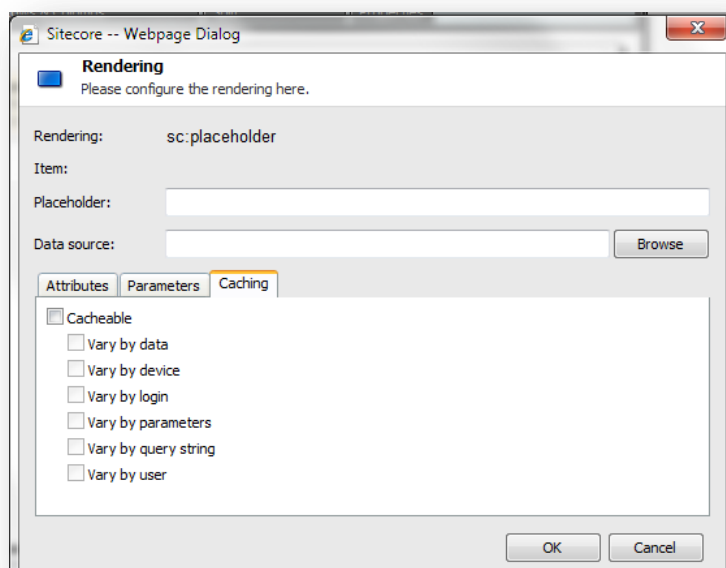 Sitecore -- Webpage Dialog
X
Rendering
Please configure the rendering here.
Rendering: sc:placeholder
Item:
Placeholder:
Data source: Browse
Attributes Parameters Caching
Cacheable
Vary by data
Vary by device
Vary by login
Vary by parameters
Vary by query string
Vary by user
OK Cancel